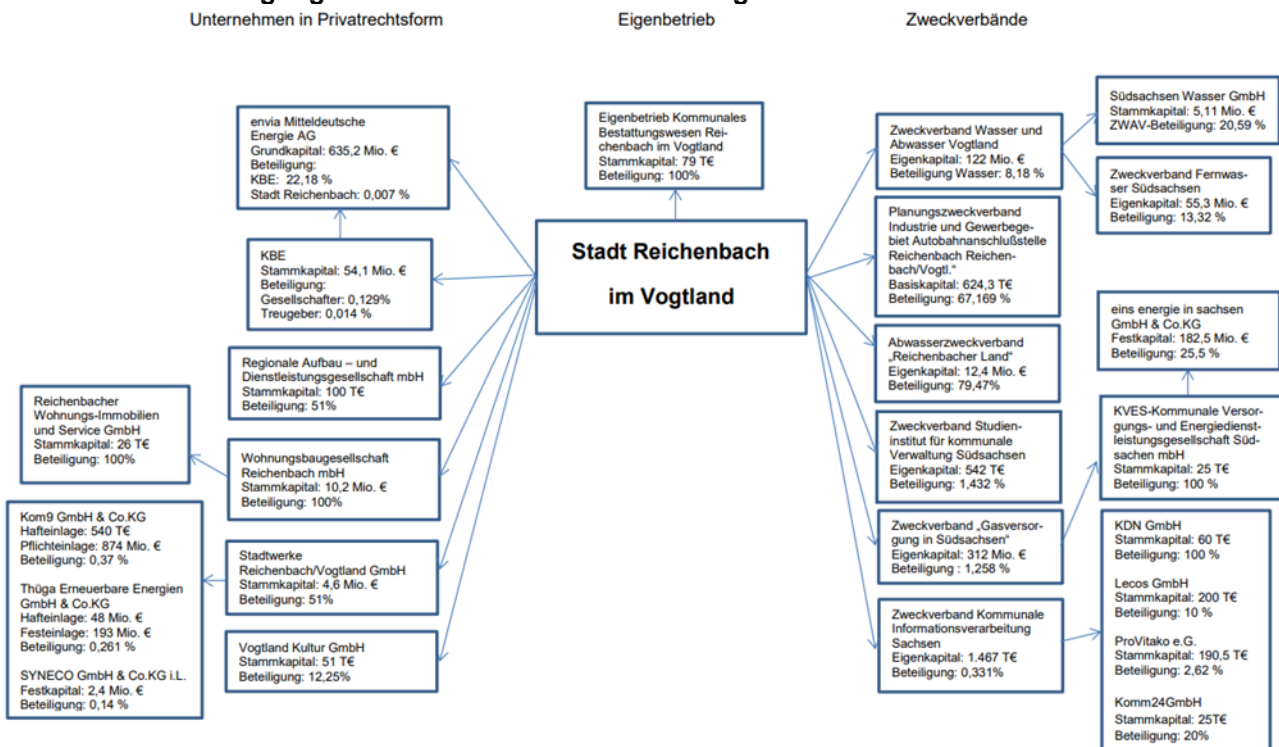 Unternehmen in Privatrechtsform
Eigenbetrieb
Zweckverbände
envia Mitteldeutsche
Energie AG
Grundkapital: 635,2 Mio. €
Beteiligung:
KBE: 22,18 %
Stadt Reichenbach: 0,007 %
KBE
Stammkapital: 54,1 Mio. €
Beteiligung:
Gesellschafter: 0,129%
Treugeber: 0,014 %
Regionale Aufbau – und
Dienstleistungsgesellschaft mbH
Stammkapital: 100 T€
Beteiligung: 51%
Reichenbacher
Wohnungs-Immobilien
und Service GmbH
Stammkapital: 26 T€
Beteiligung: 100%
Wohnungsbaugesellschaft
Reichenbach mbH
Stammkapital: 10,2 Mio. €
Beteiligung: 100%
Kom9 GmbH & Co.KG
Hafteinlage: 540 T€
Pflichteinlage: 874 Mio. €
Beteiligung: 0,37 %
Thüga Erneuerbare Energien
GmbH & Co.KG
Hafteinlage: 48 Mio. €
Festeinlage: 193 Mio. €
Beteiligung: 0,261 %
SYNECO GmbH & Co.KG i.L.
Festkapital: 2,4 Mio. €
Beteiligung: 0,14 %
Stadtwerke
Reichenbach/Vogtland GmbH
Stammkapital: 4,6 Mio. €
Beteiligung: 51%
Vogtland Kultur GmbH
Stammkapital: 51 T€
Beteiligung: 12,25%
Eigenbetrieb Kommunales
Bestattungswesen Rei-
chenbach im Vogtland
Stammkapital: 79 T€
Beteiligung: 100%
Stadt Reichenbach
im Vogtland
Zweckverband Wasser und
Abwasser Vogtland
Eigenkapital: 122 Mio. €
Beteiligung Wasser: 8,18 %
Südsachsen Wasser GmbH
Stammkapital: 5,11 Mio. €
ZWAV-Beteiligung: 20,59 %
Zweckverband Fernwas-
ser Südsachsen
Eigenkapital: 55,3 Mio. €
Beteiligung: 13,32 %
Planungszweckverband
Industrie und Gewerbege-
biet Autobahnanschlußstelle
Reichenbach Reichen-
bach/Vogtl.“
Basiskapital: 624,3 T€
Beteiligung: 67,169 %
Abwasserzweckverband
„Reichenbacher Land“
Eigenkapital: 12,4 Mio. €
Beteiligung: 79,47%
Zweckverband Studien-
institut für kommunale
Verwaltung Südsachsen
Eigenkapital: 542 T€
Beteiligung: 1,432 %
Zweckverband „Gasversor-
gung in Südsachsen“
Eigenkapital: 312 Mio. €
Beteiligung : 1,258 %
eins energie in sachsen
GmbH & Co.KG
Festkapital: 182,5 Mio. €
Beteiligung: 25,5 %
KVES-Kommunale Versor-
gungs- und Energiedienst-
leistungsgesellschaft Süd-
sachen mbH
Stammkapital: 25 T€
Beteiligung: 100 %
Zweckverband Kommunale
Informationsverarbeitung
Sachsen
Eigenkapital: 1.467 T€
Beteiligung: 0,331%
KDN GmbH
Stammkapital: 60 T€
Beteiligung: 100 %
Lecos GmbH
Stammkapital: 200 T€
Beteiligung: 10 %
ProVitako e.G.
Stammkapital: 190,5 T€
Beteiligung: 2,62 %
Komm24GmbH
Stammkapital: 25T€
Beteiligung: 20%